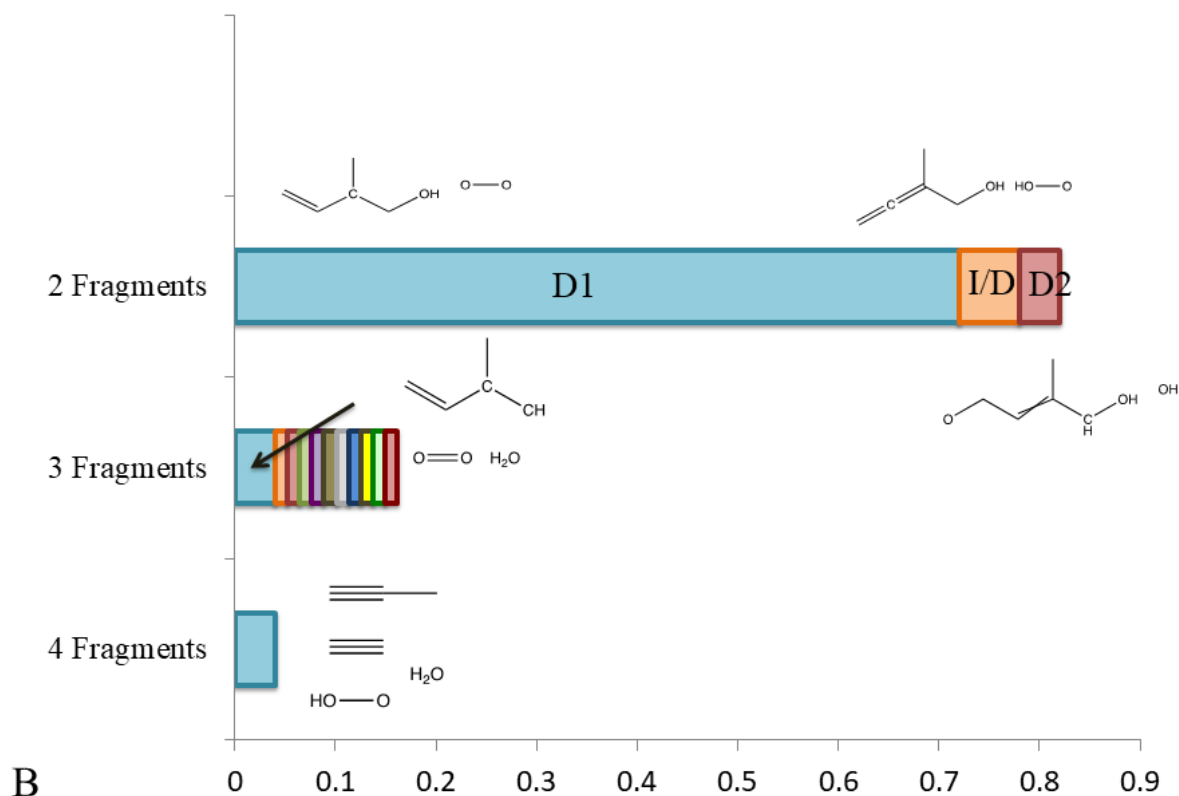 C OH O O
C OH HO O
2 Fragments D1 I/D D2
C CH
O C H OH OH
3 Fragments O O H2O
4 Fragments
H2O
HO O
B 0 0.1 0.2 0.3 0.4 0.5 0.6 0.7 0.8 0.9